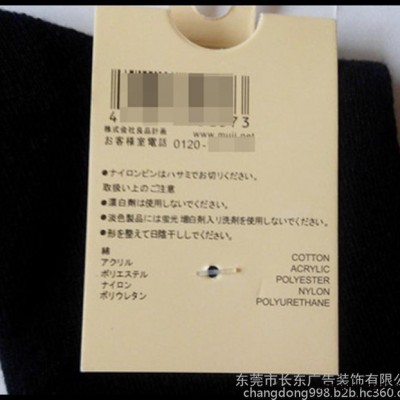 4 3573
株式会社良品計画 www.muji.net
お客様室電話 0120-
●ナイロンピンはハサミでお切りください。
取扱い上のご注意
●漂白剤は使用しないでください。
●淡色製品には蛍光増白剤入り洗剤を使用しないでください。
●形を整えて日陰干ししてください。
綿 COTTON
アクリル ACRYLIC
ポリエステル POLYESTER
ナイロン NYLON
ポリウレタン POLYURETHANE
东莞市长东广告装饰有限公
changdong998.b2b.hc360.c